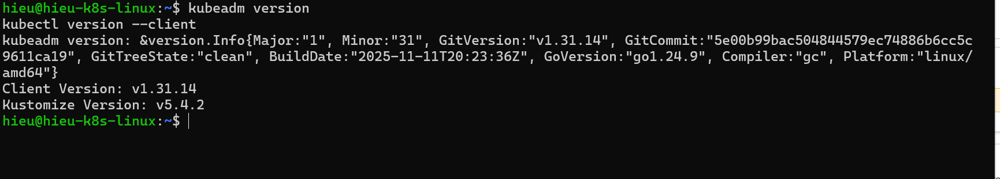 hieu@hieu-k8s-linux:~$ kubeadm version
kubectl version --client
kubeadm version: &version.Info{Major:"1", Minor:"31", GitVersion:"v1.31.14", GitCommit:"5e00b99bac504844579ec74886b6cc5c
9611ca19", GitTreeState:"clean", BuildDate:"2025-11-11T20:23:36Z", GoVersion:"go1.24.9", Compiler:"gc", Platform:"linux/
amd64"}
Client Version: v1.31.14
Kustomize Version: v5.4.2
hieu@hieu-k8s-linux:~$